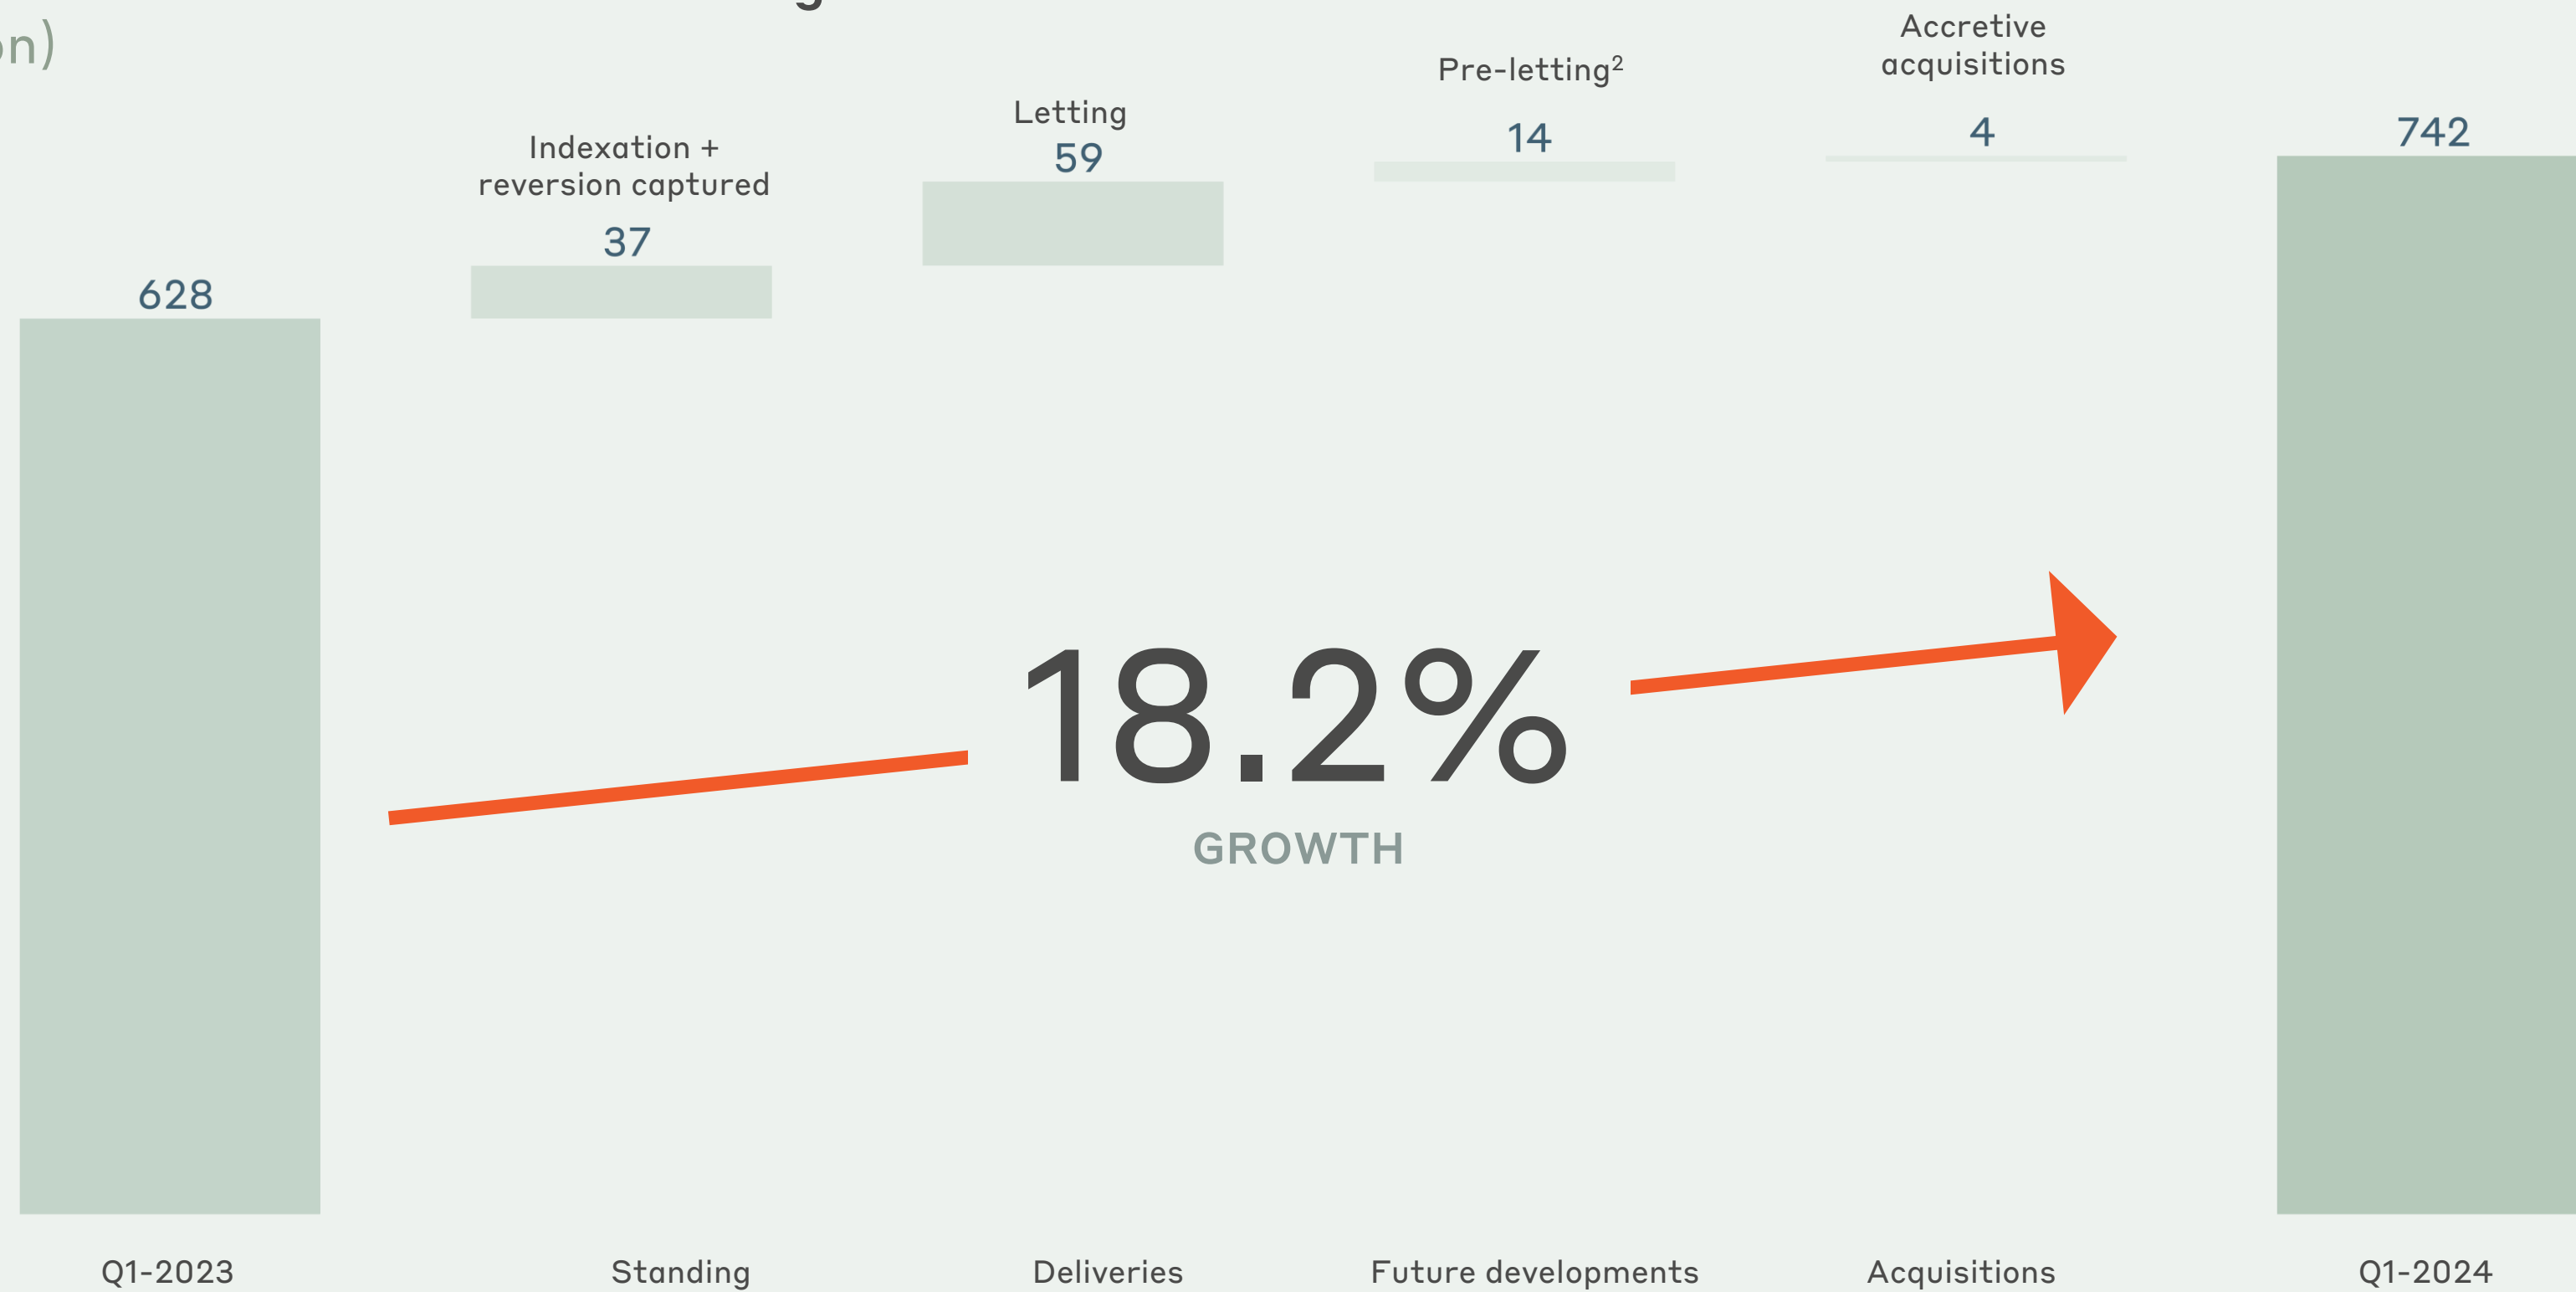 Accretive
acquisitions
Pre-letting²
Letting
Indexation +
reversion captured
628
37
59
14
4
742
18.2%
GROWTH
Q1-2023
Standing
Deliveries
Future developments
Acquisitions
Q1-2024